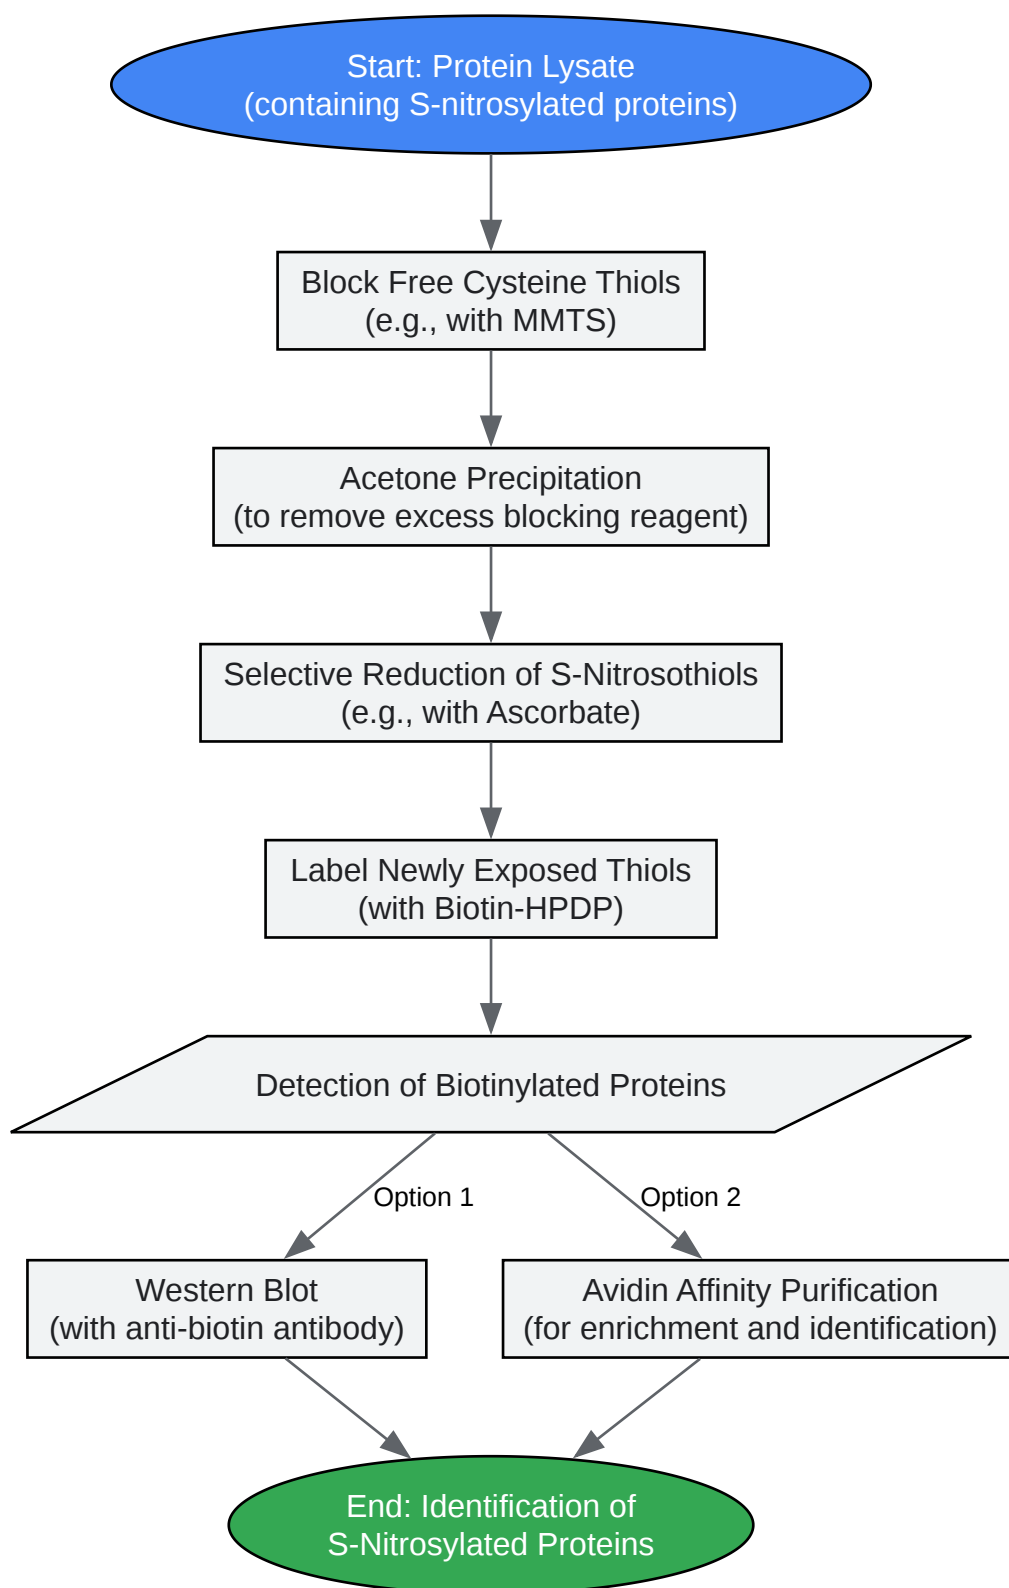 Start: Protein Lysate
(containing S-nitrosylated proteins)
Block Free Cysteine Thiols
(e.g., with MMTS)
Acetone Precipitation
(to remove excess blocking reagent)
Selective Reduction of S-Nitrosothiols
(e.g., with Ascorbate)
Label Newly Exposed Thiols
(with Biotin-HPDP)
Detection of Biotinylated Proteins
Option 1
Option 2
Western Blot
(with anti-biotin antibody)
Avidin Affinity Purification
(for enrichment and identification)
End: Identification of
S-Nitrosylated Proteins